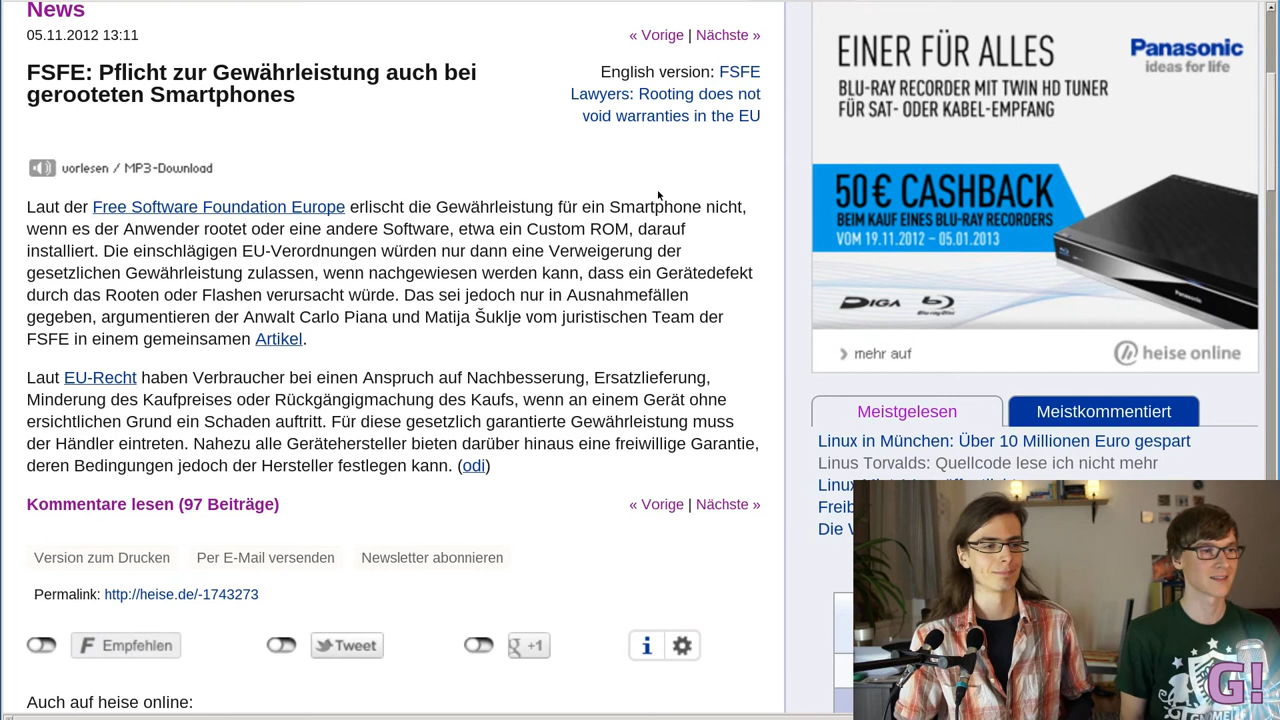 News
05.11.2012 13:11
« Vorige | Nächste »
FSFE: Pflicht zur Gewährleistung auch bei
gerooteten Smartphones
English version: FSFE
Lawyers: Rooting does not
void warranties in the EU
vorlesen / MP3-Download
Laut der Free Software Foundation Europe erlischt die Gewährleistung für ein Smartphone nicht,
wenn es der Anwender rootet oder eine andere Software, etwa ein Custom ROM, darauf
installiert. Die einschlägigen EU-Verordnungen würden nur dann eine Verweigerung der
gesetzlichen Gewährleistung zulassen, wenn nachgewiesen werden kann, dass ein Gerätedefekt
durch das Rooten oder Flashen verursacht würde. Das sei jedoch nur in Ausnahmefällen
gegeben, argumentieren der Anwalt Carlo Piana und Matija Šuklje vom juristischen Team der
FSFE in einem gemeinsamen Artikel.
Laut EU-Recht haben Verbraucher bei einen Anspruch auf Nachbesserung, Ersatzlieferung,
Minderung des Kaufpreises oder Rückgängigmachung des Kaufs, wenn an einem Gerät ohne
ersichtlichen Grund ein Schaden auftritt. Für diese gesetzlich garantierte Gewährleistung muss
der Händler eintreten. Nahezu alle Gerätehersteller bieten darüber hinaus eine freiwillige Garantie,
deren Bedingungen jedoch der Hersteller festlegen kann. (odi)
Kommentare lesen (97 Beiträge)
« Vorige | Nächste »
Version zum Drucken
Per E-Mail versenden
Newsletter abonnieren
Permalink: http://heise.de/-1743273
Empfehlen
Tweet
+1
Auch auf heise online:
EINER FÜR ALLES
Panasonic
ideas for life
BLU-RAY RECORDER MIT TWIN HD TUNER
FÜR SAT- ODER KABEL-EMPFANG
50 € CASHBACK
BEIM KAUF EINES BLU-RAY RECORDERS
VOM 19.11.2012 – 05.01.2013
Panasonic
DIGA
Blu-ray Disc
mehr auf
heise online
Meistgelesen
Meistkommentiert
Linux in München: Über 10 Millionen Euro gespart
Linus Torvalds: Quellcode lese ich nicht mehr
Linux
Freib
Die
G!